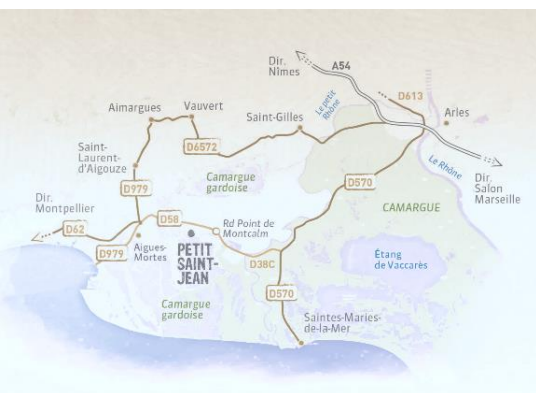 Dir.
Nîmes
A54
D613
Le petit
Rhône
Aimargues
Vauvert
Saint-Gilles
Arles
Saint-
Laurent-
d'Aigouze
D6572
Le Rhône
Dir.
Salon
Marseille
D979
Camargue
gardoise
D570
CAMARGUE
Dir.
Montpellier
D62
D58
Rd Point de
Montcalm
D979
Aigues-
Mortes
PETIT
SAINT-
JEAN
D38C
Étang
de Vaccarès
D570
Camargue
gardoise
Saintes-Maries-
de-la-Mer